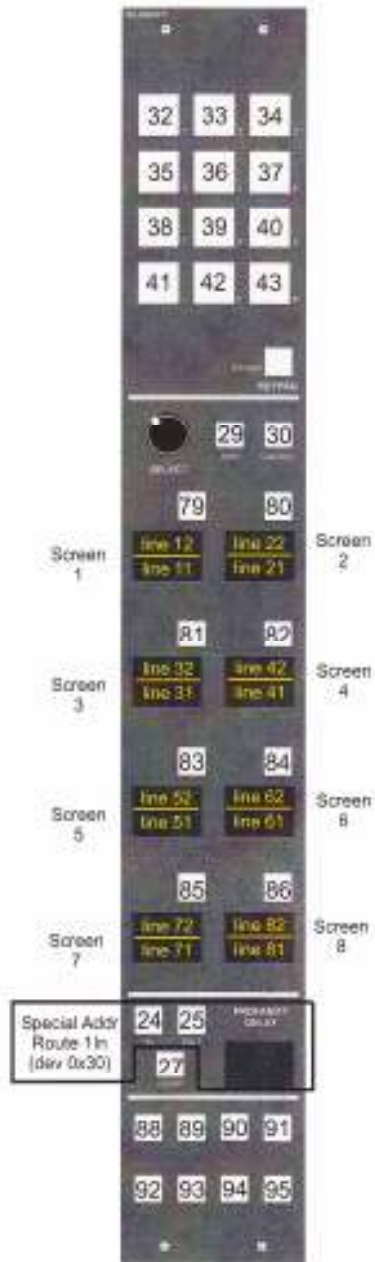 32 33 34
35 36 37
38 39 40
41 42 43
KEYPAD
SELECT
29 30
79 80
Screen 1
line 12
line 11
line 22
line 21
Screen 2
81 82
Screen 3
line 32
line 31
line 42
line 41
Screen 4
83 84
Screen 5
line 52
line 51
line 62
line 61
Screen 6
85 86
Screen 7
line 72
line 71
line 82
line 81
Screen 8
Special Addr
Route 1In
(dev 0x30)
24 25
PROFANITY
DELAY
27
88 89 90 91
92 93 94 95